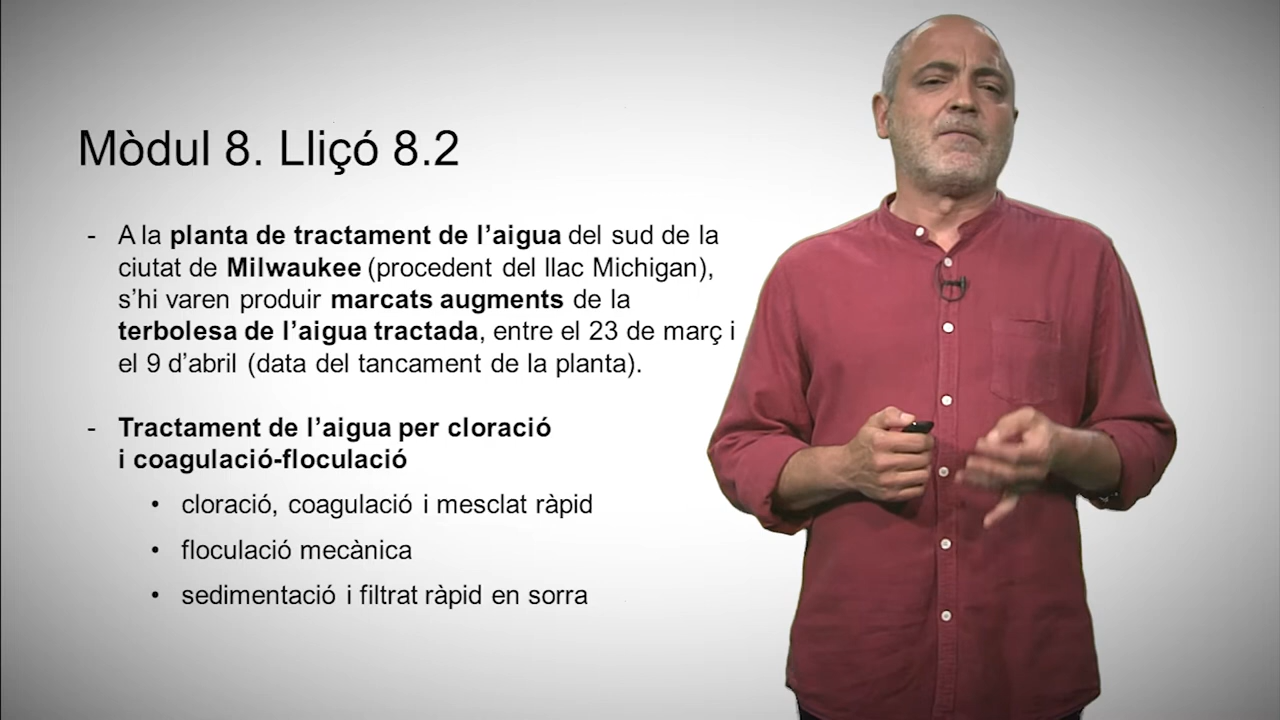 Mòdul 8. Lliçó 8.2
- A la planta de tractament de l’aigua del sud de la
ciutat de Milwaukee (procedent del llac Michigan),
s’hi varen produir marcats augments de la
terbolesa de l’aigua tractada, entre el 23 de març i
el 9 d’abril (data del tancament de la planta).
- Tractament de l’aigua per cloració
i coagulació-floculació
• cloració, coagulació i mesclat ràpid
• floculació mecànica
• sedimentació i filtrat ràpid en sorra